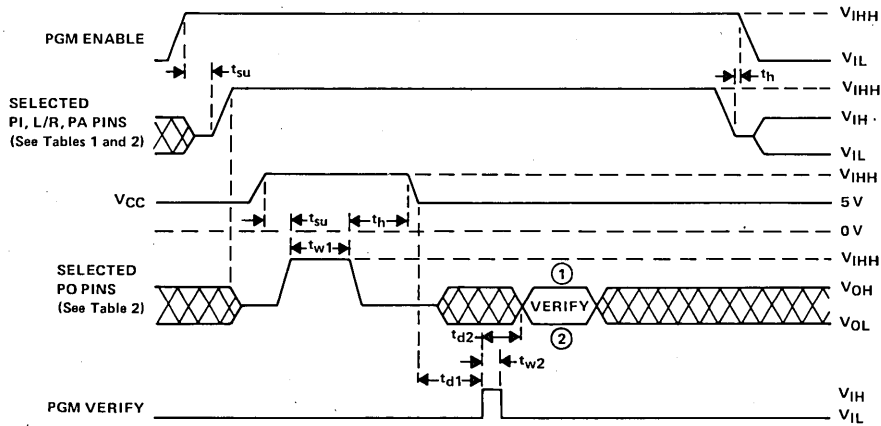 PGM ENABLE
VIHH
VIL
tsu
th
SELECTED
PI, L/R, PA PINS
(See Tables 1 and 2)
VIHH
VIH
VIL
VCC
VIHH
5 V
0 V
tsu
th
tw1
SELECTED
PO PINS
(See Table 2)
VIHH
1
VERIFY
2
VOH
VOL
td2
tw2
td1
PGM VERIFY
VIH
VIL